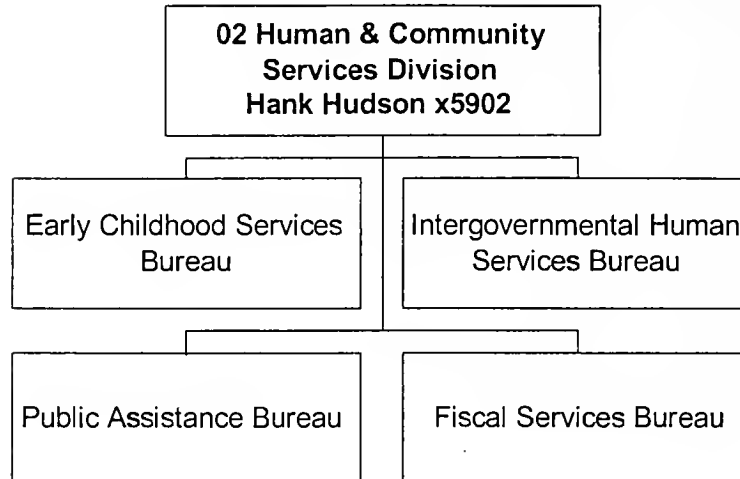 02 Human & Community
Services Division
Hank Hudson x5902
Early Childhood Services
Bureau
Intergovernmental Human
Services Bureau
Public Assistance Bureau
Fiscal Services Bureau